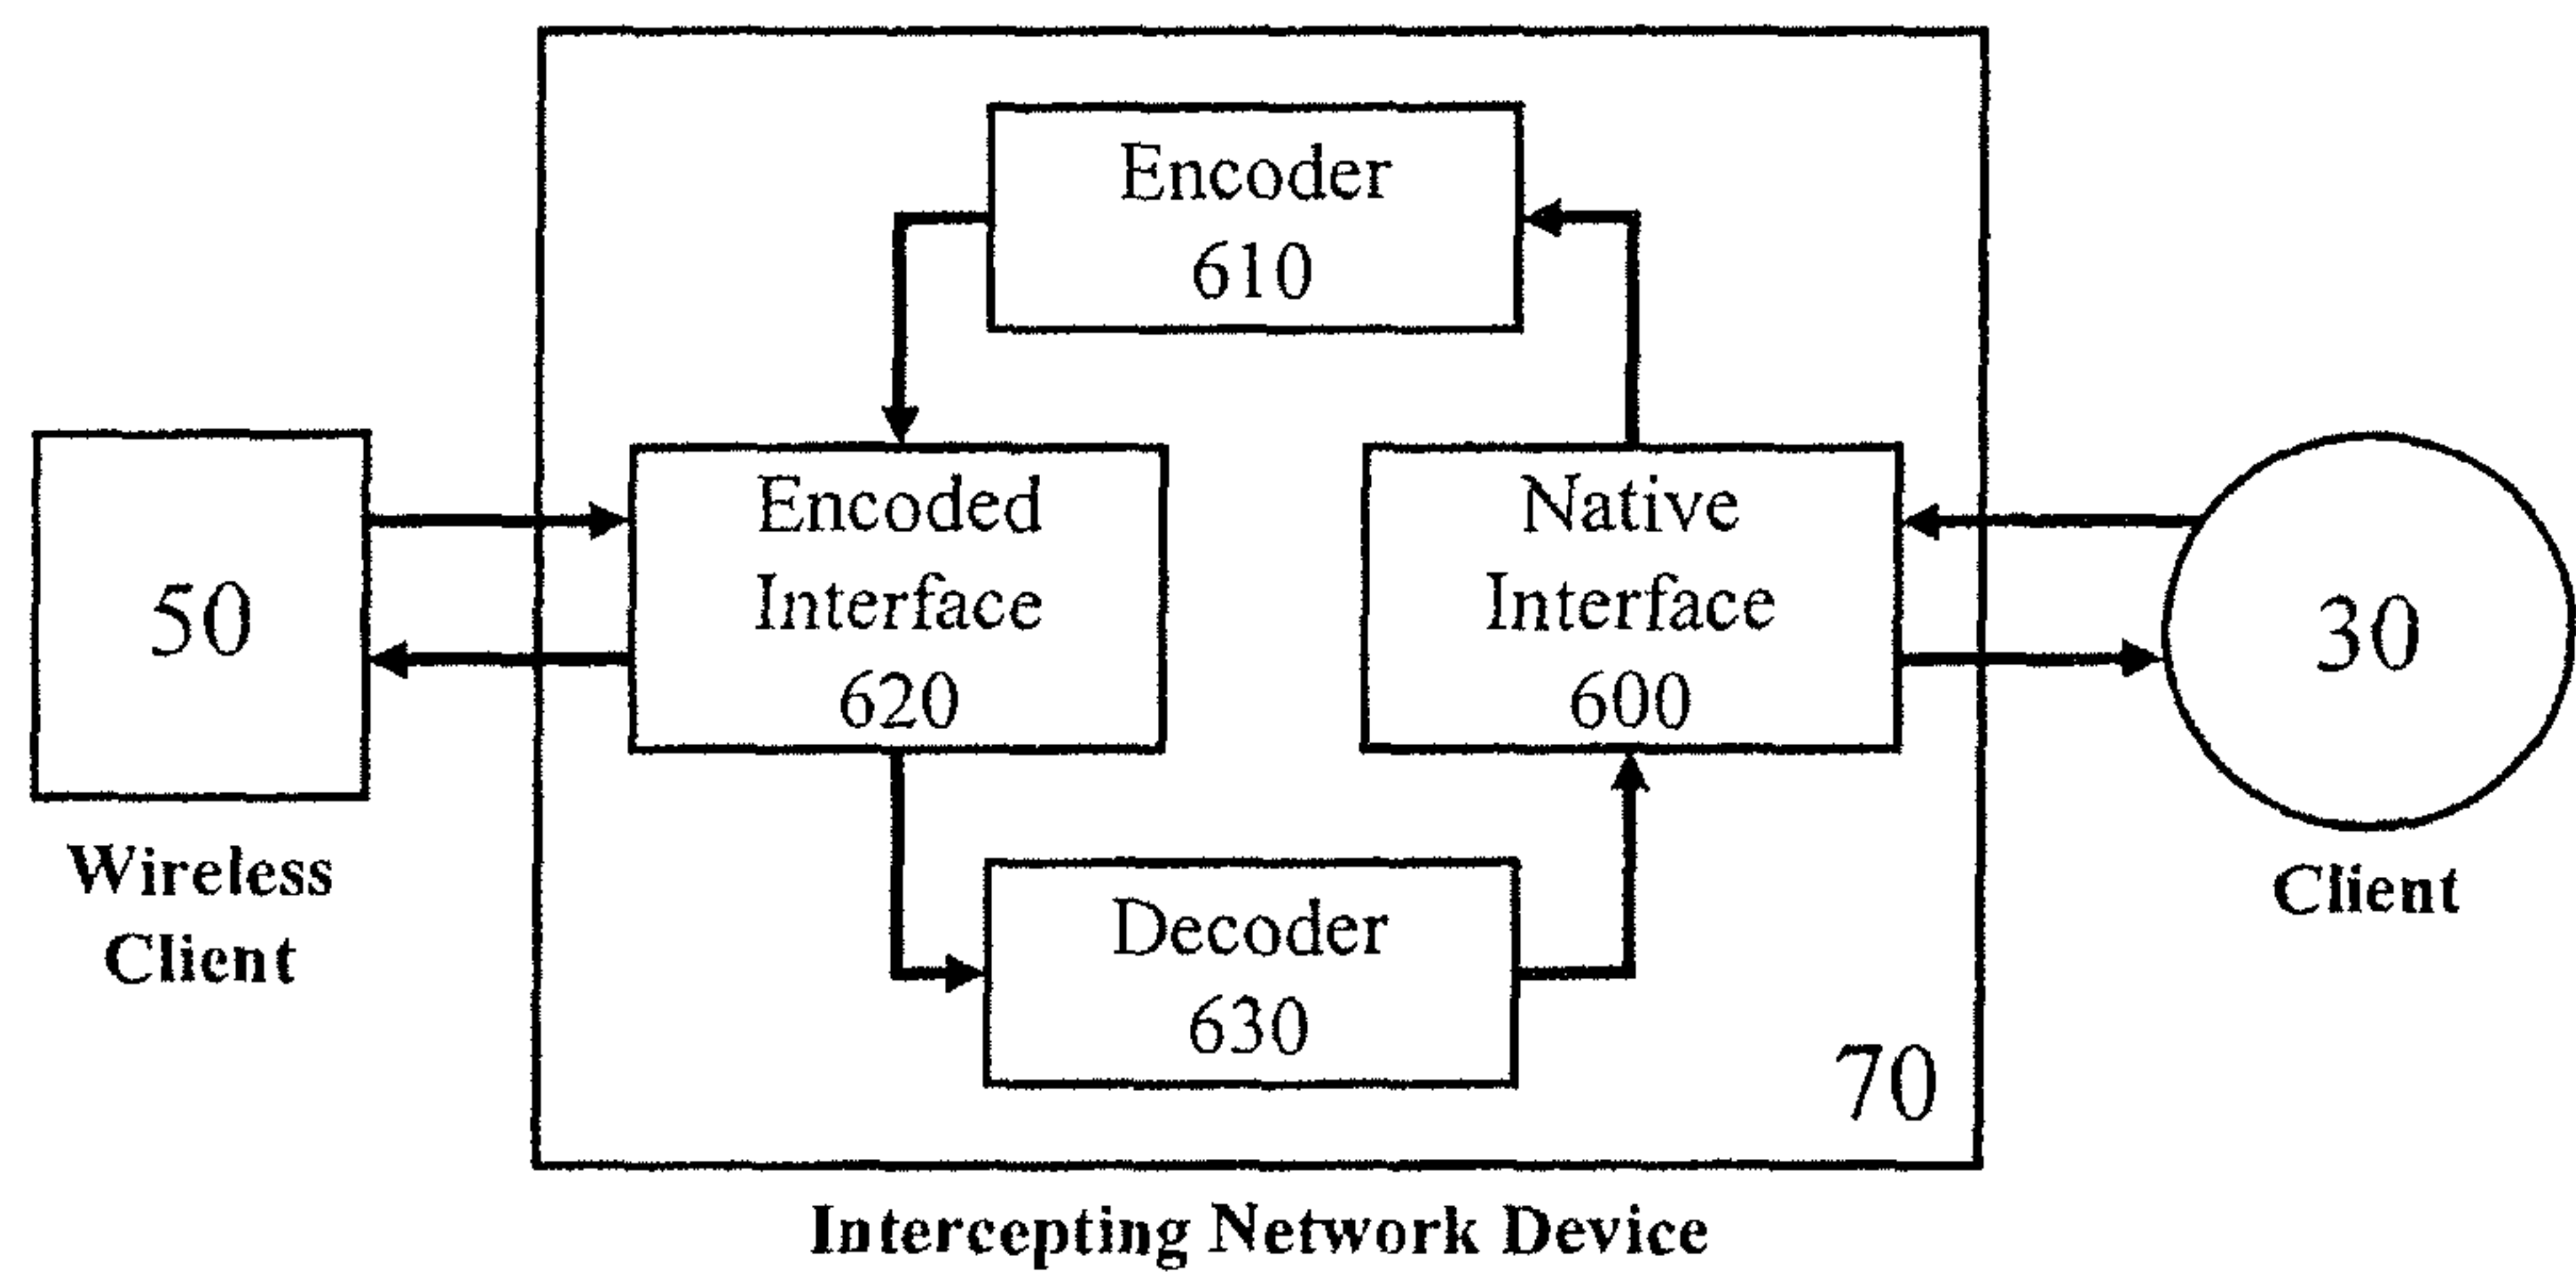 Encoder
610
50
Encoded
Interface
620
Native
Interface
600
30
Wireless
Client
Client
Decoder
630
70
Intercepting Network Device